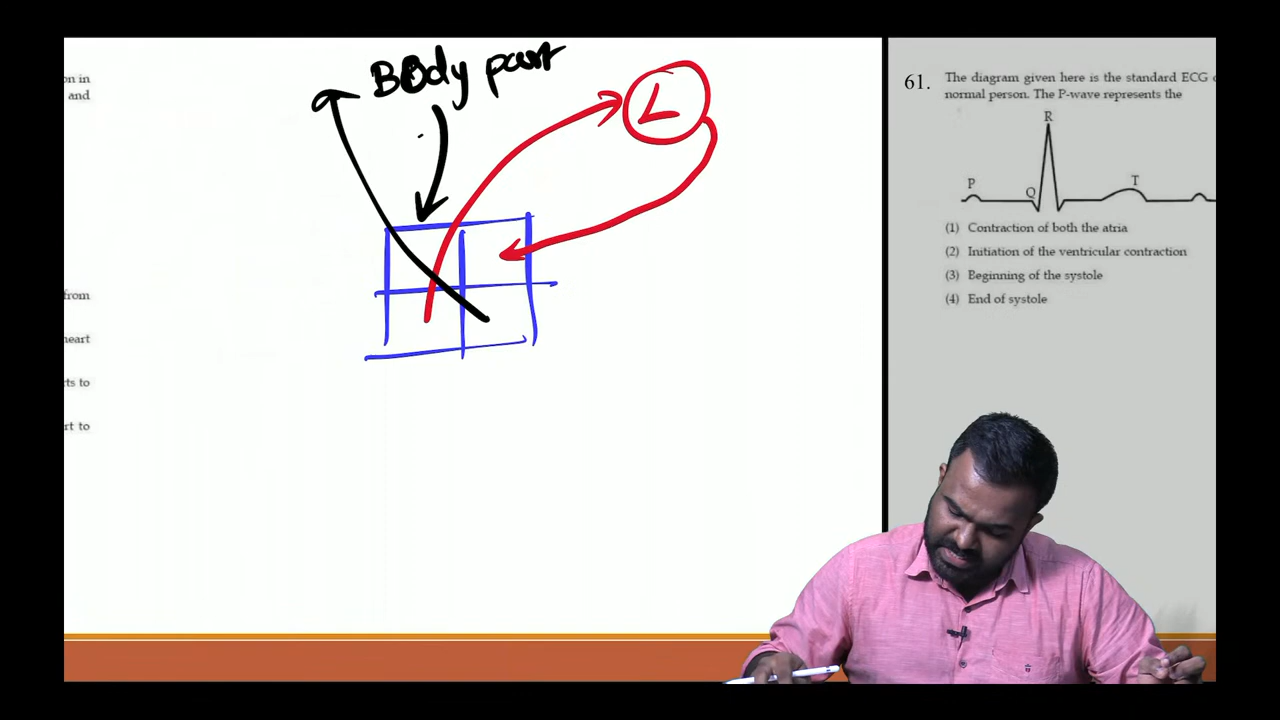 on in
and
from
heart
rts to
rt to
BOdy part
L
61. The diagram given here is the standard ECG
normal person. The P-wave represents the
R
P
Q
T
(1) Contraction of both the atria
(2) Initiation of the ventricular contraction
(3) Beginning of the systole
(4) End of systole